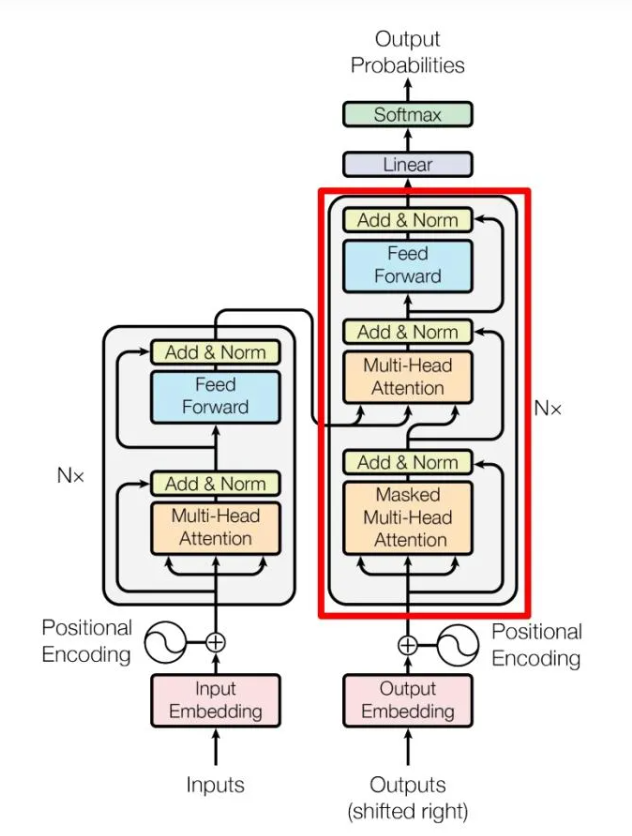 Output
Probabilities
Softmax
Linear
Add & Norm
Feed
Forward
Add & Norm
Multi-Head
Attention
Add & Norm
Masked
Multi-Head
Attention
Nx
Add & Norm
Feed
Forward
Add & Norm
Multi-Head
Attention
Nx
Positional
Encoding
Positional
Encoding
Input
Embedding
Output
Embedding
Inputs
Outputs
(shifted right)